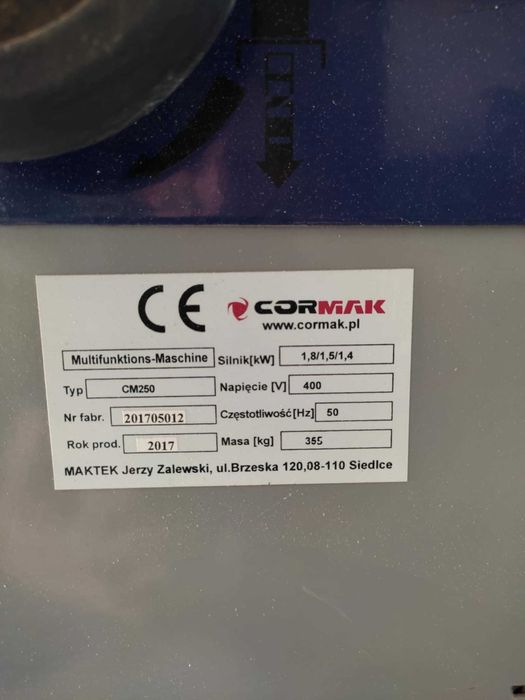 CE CORMAK
www.cormak.pl
Multifunktions-Maschine Silnik[kW] 1,8/1,5/1,4
Typ CM250 Napięcie [V] 400
Nr fabr. 201705012 Częstotliwość[Hz] 50
Rok prod. 2017 Masa [kg] 355
MAKTEK Jerzy Zalewski, ul.Brzeska 120,08-110 Siedlce